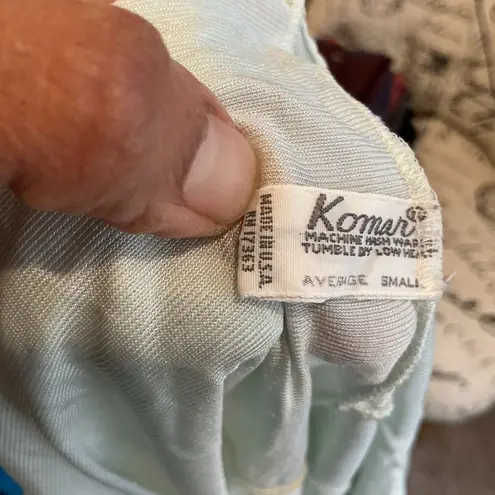 Komar
MACHINE WASH WARM
TUMBLE DRY LOW HEAT
AVERAGE SMALL
MADE IN U.S.A.
RN 17363